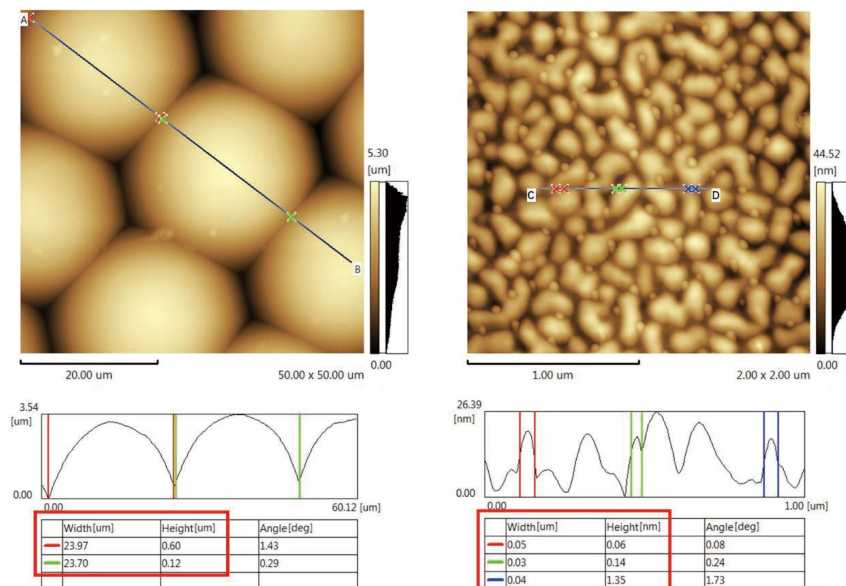 A
B
5.30
[um]
0.00
20.00 um
50.00 x 50.00 um
C
D
44.52
[nm]
0.00
1.00 um
2.00 x 2.00 um
3.54
[um]
0.00
0.00
60.12 [um]
Width[um] Height[um] Angle[deg]
23.97 0.60 1.43
23.70 0.12 0.29
26.39
[nm]
0.00
0.00
1.00 [um]
Width[um] Height[nm] Angle[deg]
0.05 0.06 0.08
0.03 0.14 0.24
0.04 1.35 1.73